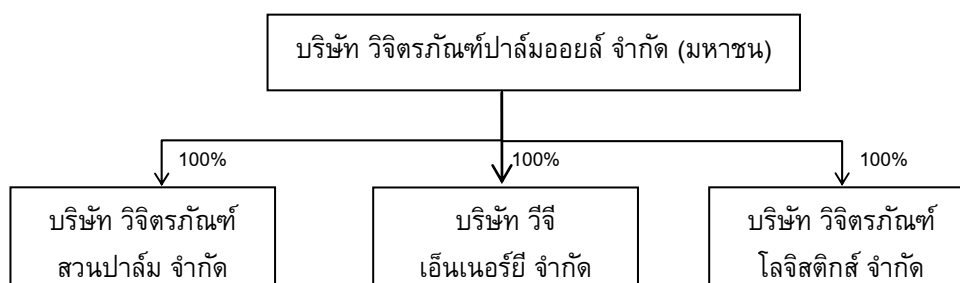 บริษัท วิจิตรภัณฑ์ปาล์มออยล์ จำกัด (มหาชน)
100%
100%
100%
บริษัท วิจิตรภัณฑ์
สวนปาล์ม จำกัด
บริษัท วีจี
เอ็นเนอร์ยี จำกัด
บริษัท วิจิตรภัณฑ์
โลจิสติกส์ จำกัด